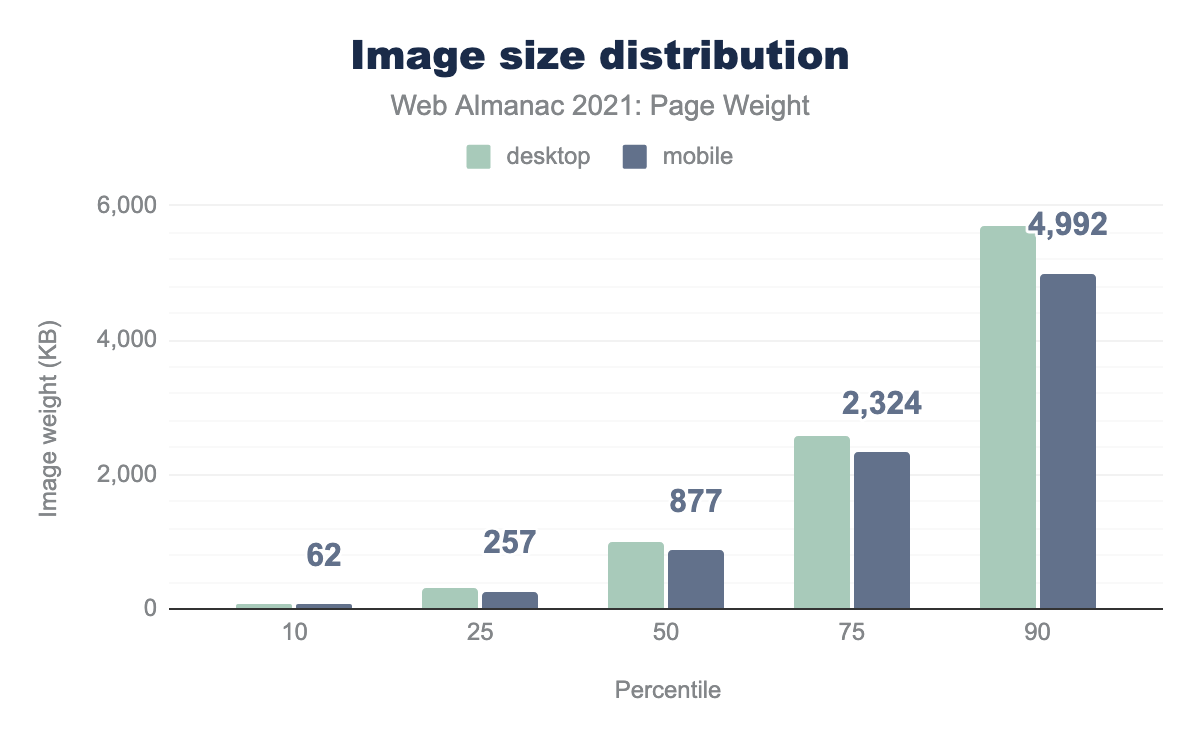 Image size distribution
Web Almanac 2021: Page Weight
desktop mobile
6,000
4,000
2,000
0
Image weight (KB)
62
257
877
2,324
4,992
10 25 50 75 90
Percentile